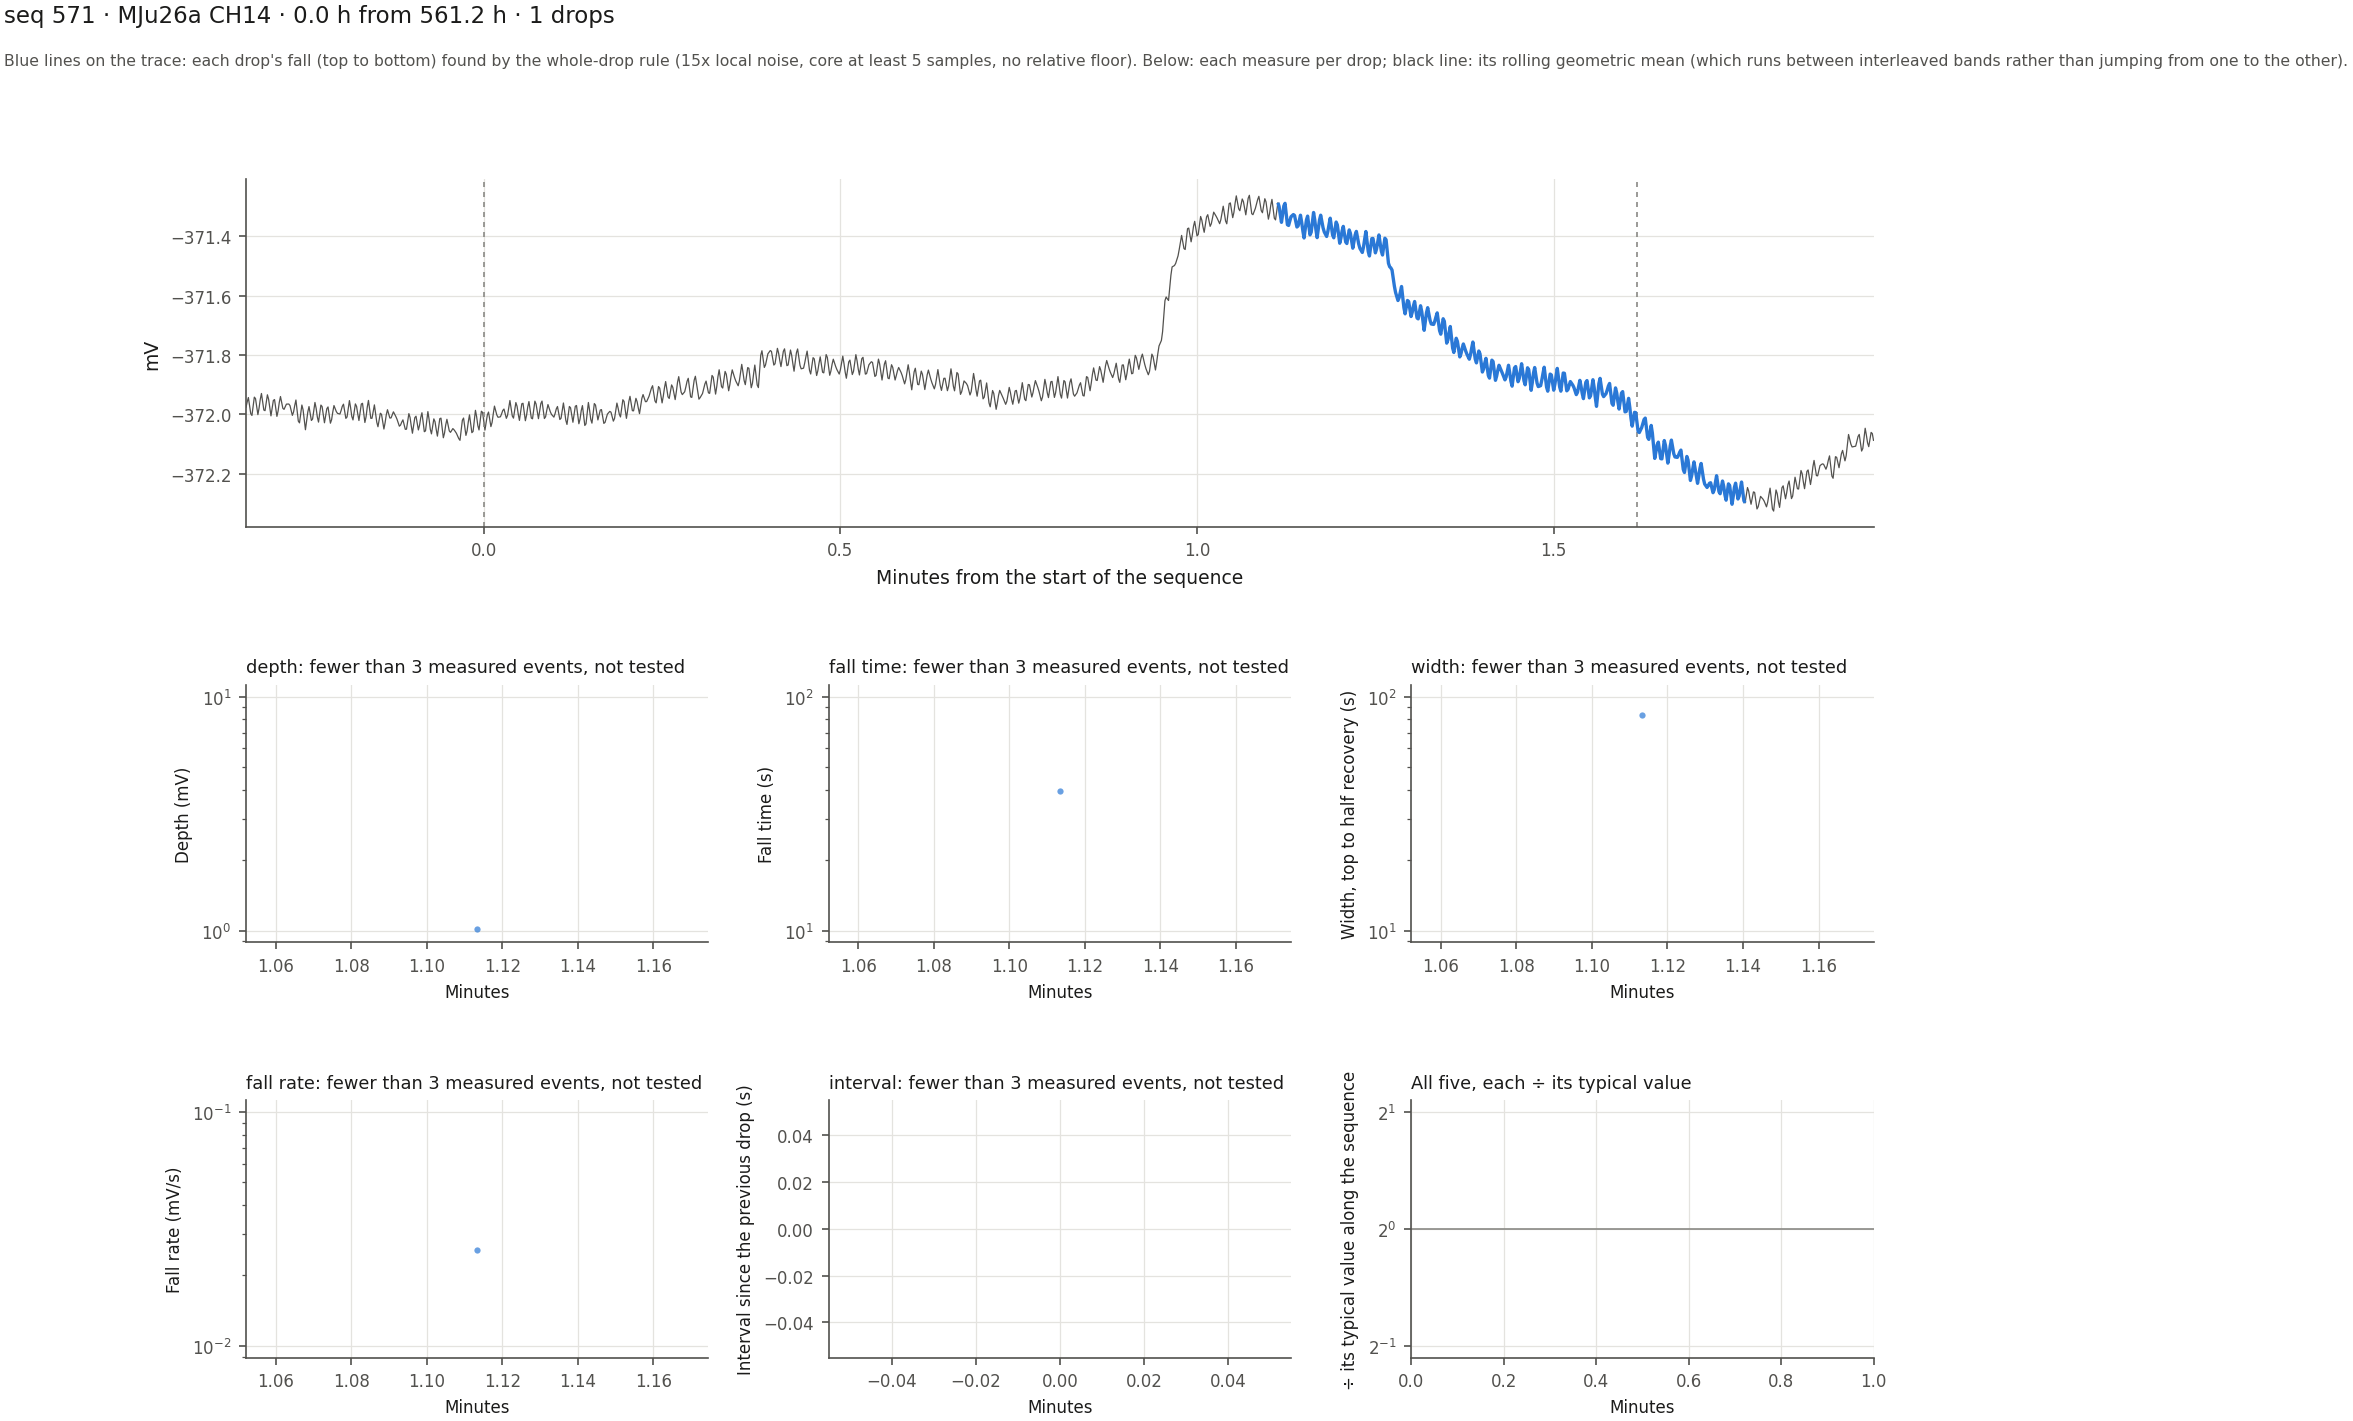 seq 571 · MJu26a CH14 · 0.0 h from 561.2 h · 1 drops
Blue lines on the trace: each drop's fall (top to bottom) found by the whole-drop rule (15x local noise, core at least 5 samples, no relative floor). Below: each measure per drop; black line: its rolling geometric mean (which runs between interleaved bands rather than jumping from one to the other).
mV
−371.4
−371.6
−371.8
−372.0
−372.2
0.0 0.5 1.0 1.5
Minutes from the start of the sequence
depth: fewer than 3 measured events, not tested
Depth (mV)
10¹
10⁰
1.06 1.08 1.10 1.12 1.14 1.16
Minutes
fall time: fewer than 3 measured events, not tested
Fall time (s)
10²
10¹
1.06 1.08 1.10 1.12 1.14 1.16
Minutes
width: fewer than 3 measured events, not tested
Width, top to half recovery (s)
10²
10¹
1.06 1.08 1.10 1.12 1.14 1.16
Minutes
fall rate: fewer than 3 measured events, not tested
Fall rate (mV/s)
10⁻¹
10⁻²
1.06 1.08 1.10 1.12 1.14 1.16
Minutes
interval: fewer than 3 measured events, not tested
Interval since the previous drop (s)
0.04
0.02
0.00
−0.02
−0.04
−0.04 −0.02 0.00 0.02 0.04
Minutes
All five, each ÷ its typical value
÷ its typical value along the sequence
2¹
2⁰
2⁻¹
0.0 0.2 0.4 0.6 0.8 1.0
Minutes